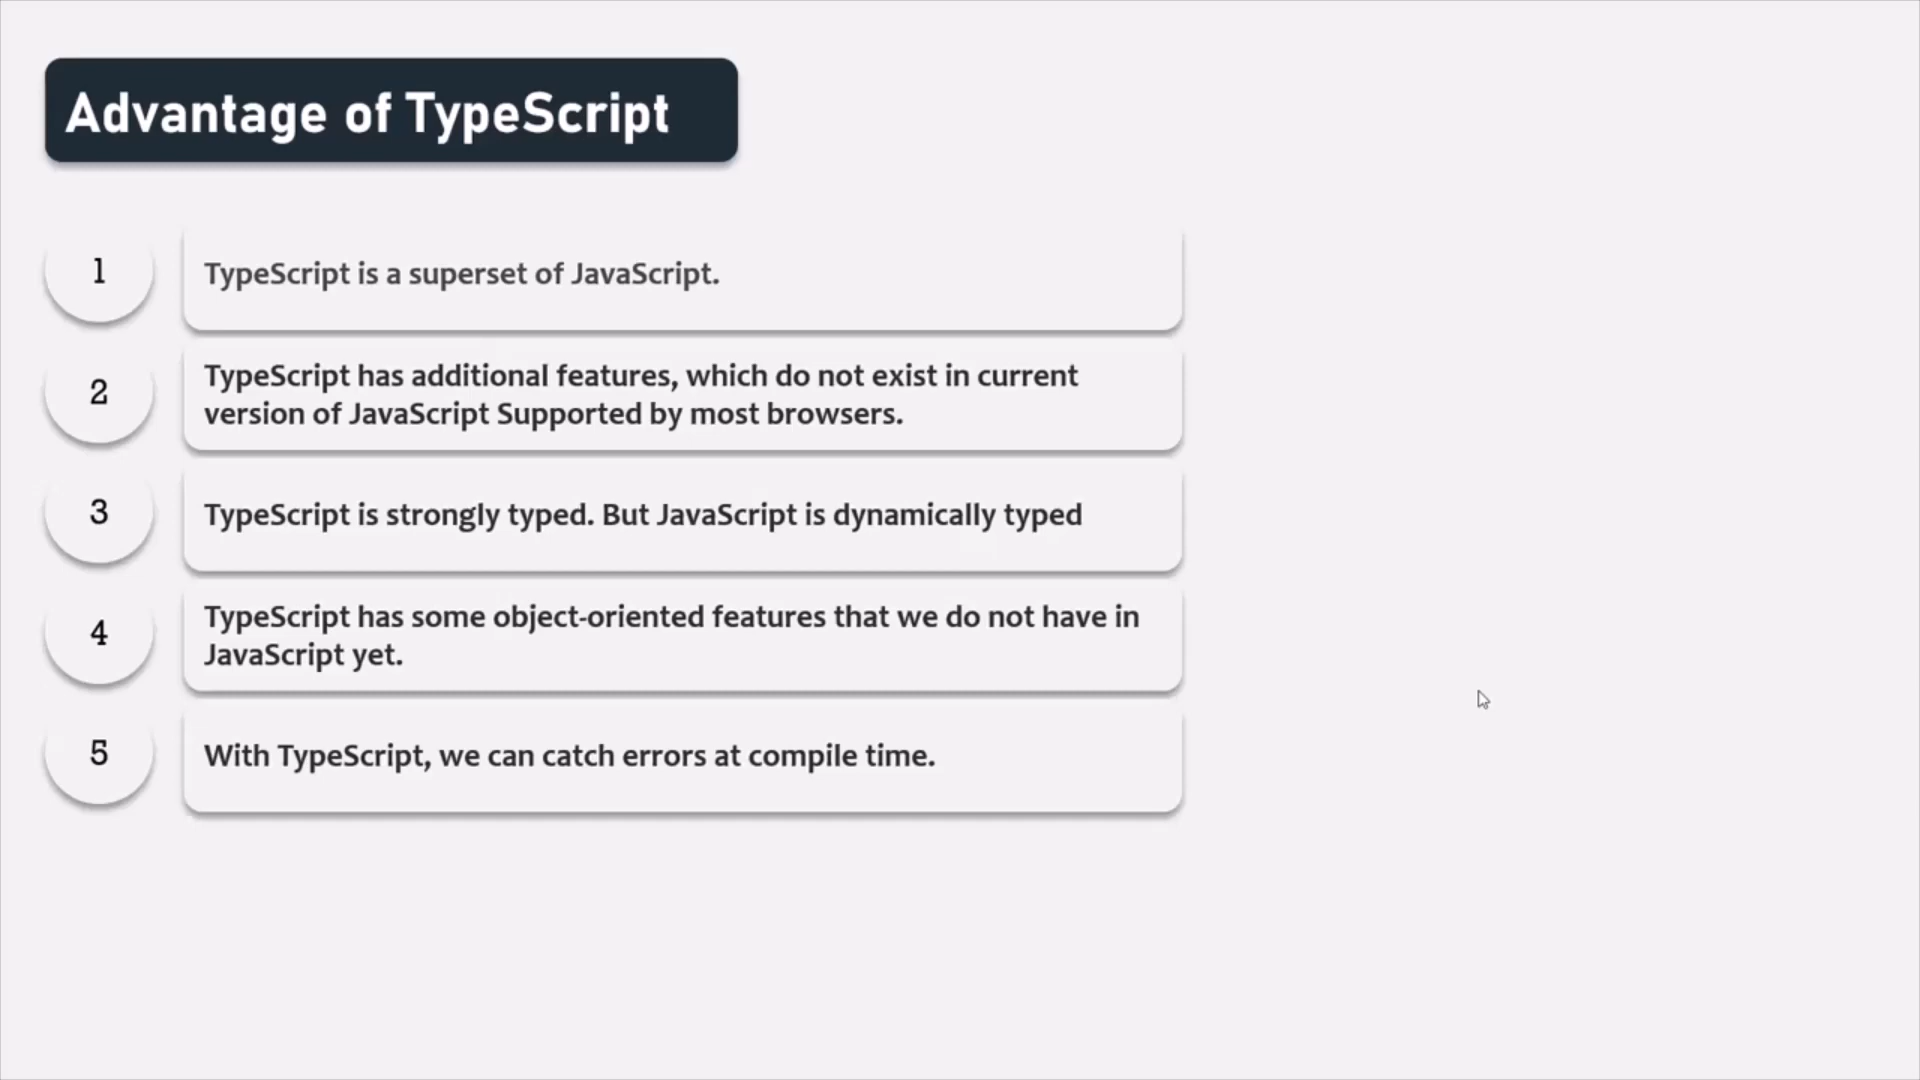 Advantage of TypeScript
1
TypeScript is a superset of JavaScript.
2
TypeScript has additional features, which do not exist in current
version of JavaScript Supported by most browsers.
3
TypeScript is strongly typed. But JavaScript is dynamically typed
4
TypeScript has some object-oriented features that we do not have in
JavaScript yet.
5
With TypeScript, we can catch errors at compile time.